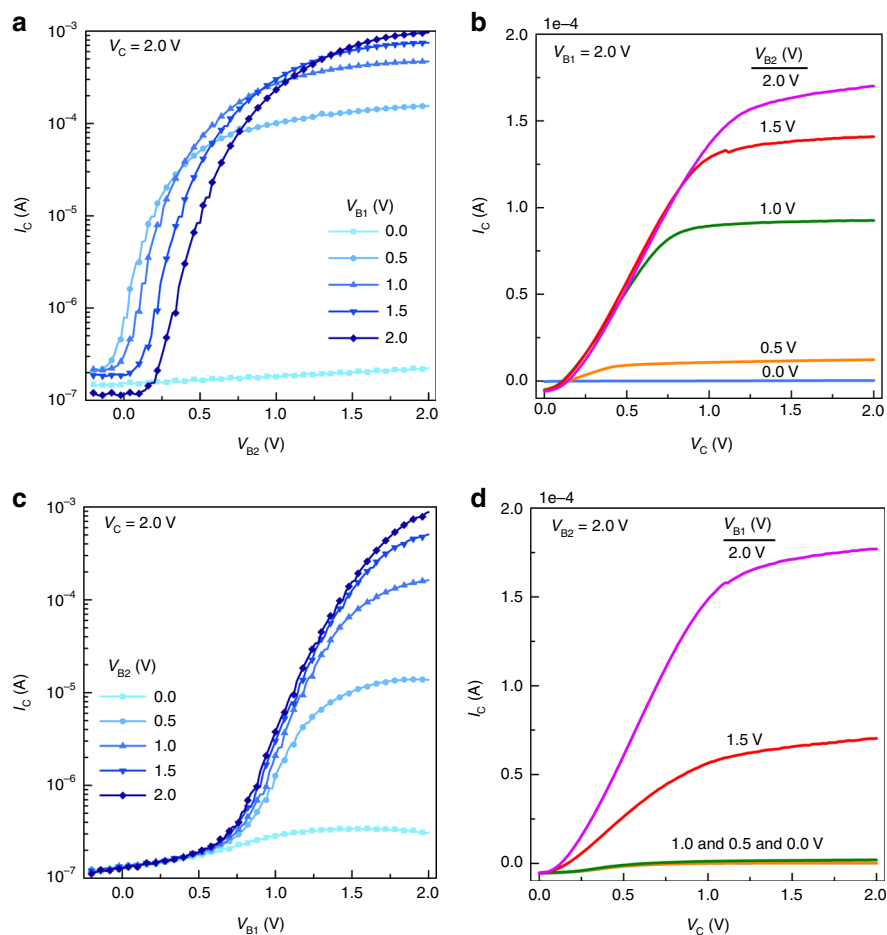 a
V_C = 2.0 V
10⁻³
10⁻⁴
10⁻⁵
10⁻⁶
10⁻⁷
I_C (A)
V_B1 (V)
0.0
0.5
1.0
1.5
2.0
0.0 0.5 1.0 1.5 2.0
V_B2 (V)
b
1e–4
V_B1 = 2.0 V
V_B2 (V)
2.0 V
1.5 V
1.0 V
0.5 V
0.0 V
2.0
1.5
1.0
0.5
0.0
I_C (A)
0.0 0.5 1.0 1.5 2.0
V_C (V)
c
V_C = 2.0 V
10⁻³
10⁻⁴
10⁻⁵
10⁻⁶
10⁻⁷
I_C (A)
V_B2 (V)
0.0
0.5
1.0
1.5
2.0
0.0 0.5 1.0 1.5 2.0
V_B1 (V)
d
1e–4
V_B2 = 2.0 V
V_B1 (V)
2.0 V
1.5 V
1.0 and 0.5 and 0.0 V
2.0
1.5
1.0
0.5
0.0
I_C (A)
0.0 0.5 1.0 1.5 2.0
V_C (V)